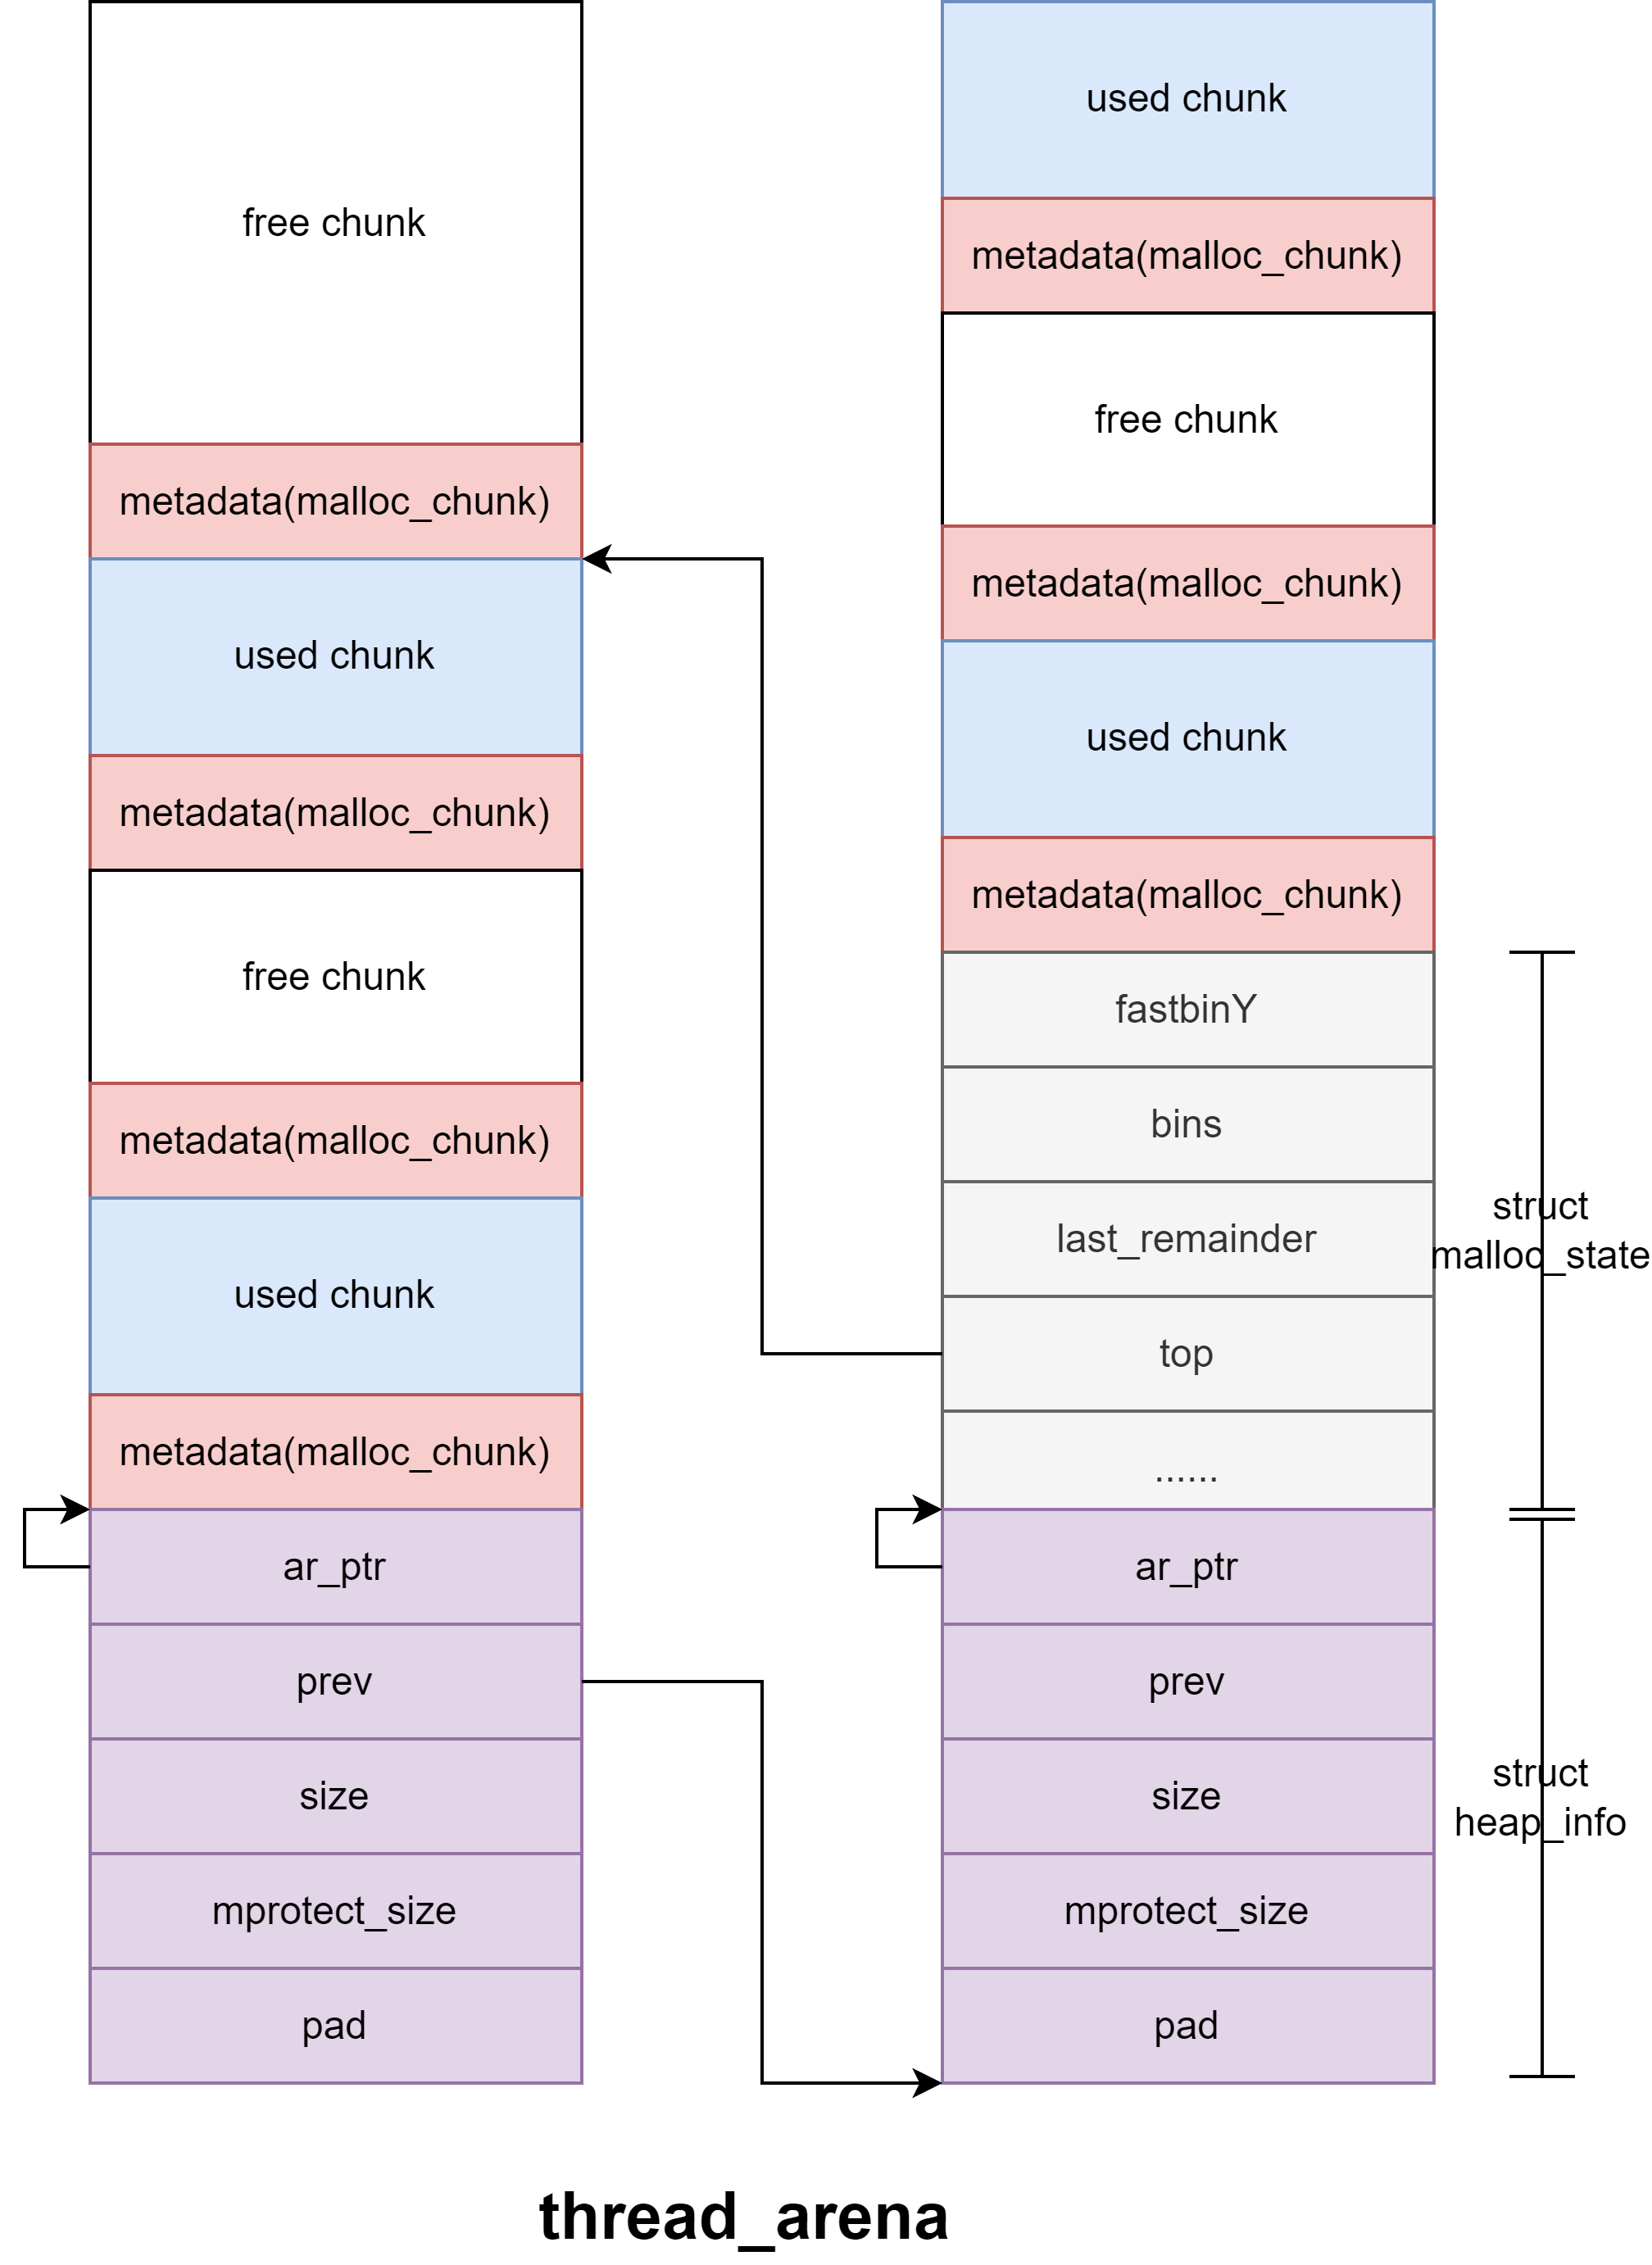 free chunk
metadata(malloc_chunk)
used chunk
metadata(malloc_chunk)
free chunk
metadata(malloc_chunk)
used chunk
metadata(malloc_chunk)
ar_ptr
prev
size
mprotect_size
pad
used chunk
metadata(malloc_chunk)
free chunk
metadata(malloc_chunk)
used chunk
metadata(malloc_chunk)
fastbinY
bins
last_remainder
top
......
ar_ptr
prev
size
mprotect_size
pad
struct
malloc_state
struct
heap_info
thread_arena